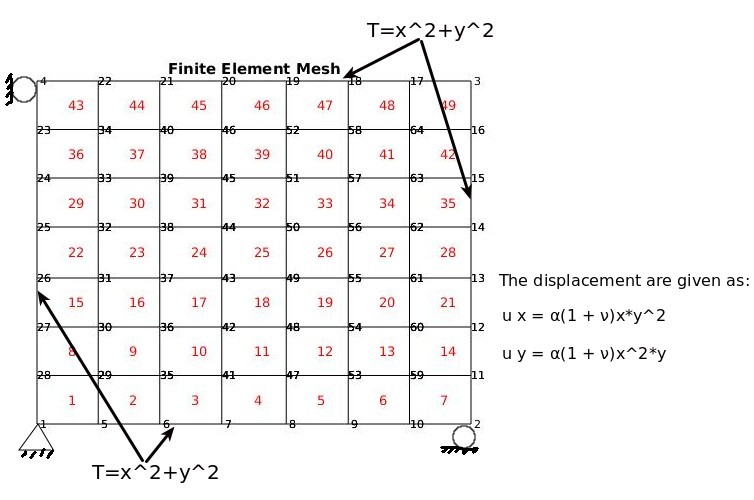 T=x^2+y^2
Finite Element Mesh
4 22 21 20 19 18 17 3
43 44 45 46 47 48 49
23 34 40 46 52 58 64 16
36 37 38 39 40 41 42
24 33 39 45 51 57 63 15
29 30 31 32 33 34 35
25 32 38 44 50 56 62 14
22 23 24 25 26 27 28
26 31 37 43 49 55 61 13
The displacement are given as:
15 16 17 18 19 20 21
u x = α(1 + ν)x*y^2
27 30 36 42 48 54 60 12
8 9 10 11 12 13 14
u y = α(1 + ν)x^2*y
28 29 35 41 47 53 59 11
1 2 3 4 5 6 7
1 5 6 7 8 9 10 2
T=x^2+y^2